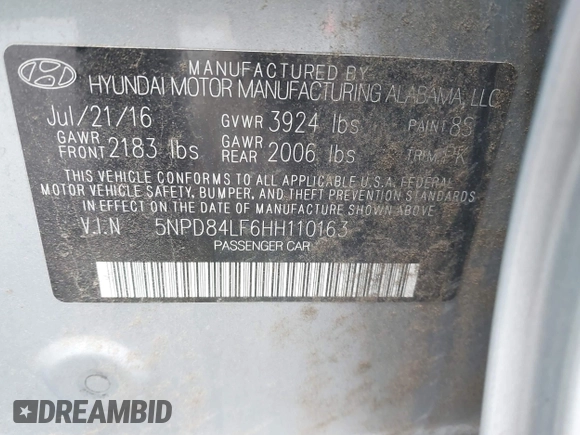 MANUFACTURED BY
HYUNDAI MOTOR MANUFACTURING ALABAMA, LLC
Jul/21/16 GVWR 3924 lbs PAINT 8S
GAWR FRONT 2183 lbs GAWR REAR 2006 lbs TRIM PK
THIS VEHICLE CONFORMS TO ALL APPLICABLE U.S.A. FEDERAL
MOTOR VEHICLE SAFETY, BUMPER, AND THEFT PREVENTION STANDARDS
IN EFFECT ON THE DATE OF MANUFACTURE SHOWN ABOVE
V.I.N 5NPD84LF6HH110163
PASSENGER CAR
DREAMBID